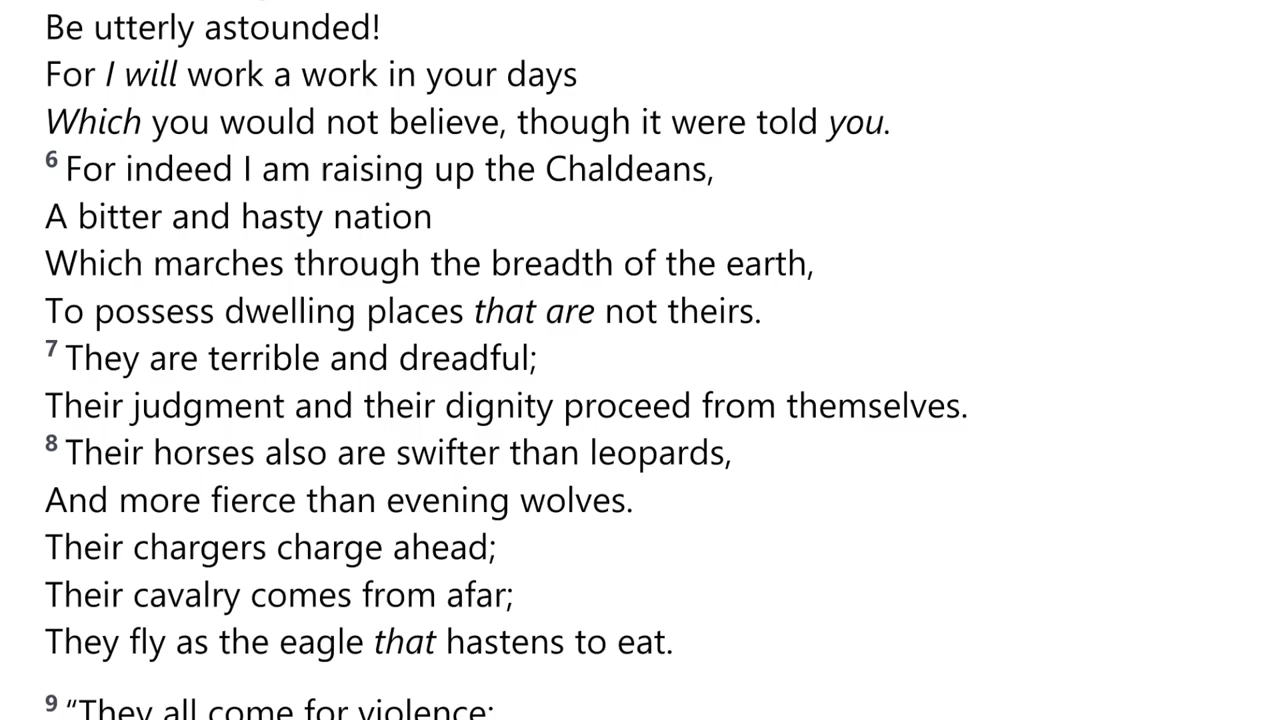 Be utterly astounded!
For I will work a work in your days
Which you would not believe, though it were told you.
6 For indeed I am raising up the Chaldeans,
A bitter and hasty nation
Which marches through the breadth of the earth,
To possess dwelling places that are not theirs.
7 They are terrible and dreadful;
Their judgment and their dignity proceed from themselves.
8 Their horses also are swifter than leopards,
And more fierce than evening wolves.
Their chargers charge ahead;
Their cavalry comes from afar;
They fly as the eagle that hastens to eat.
9 “They all come for violence;